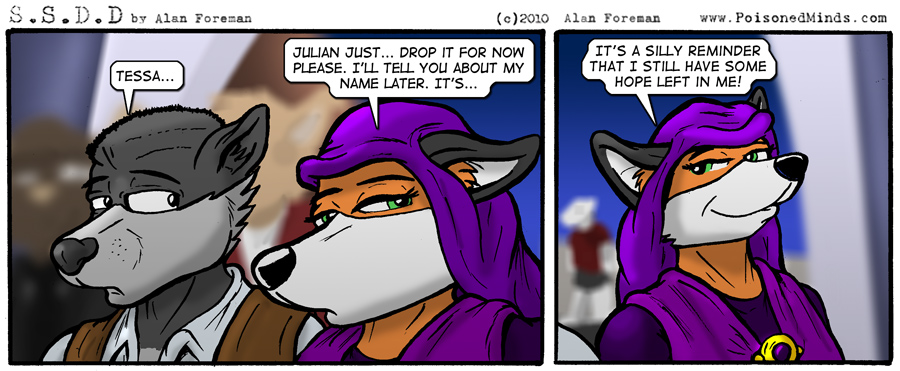 S.S.D.D by Alan Foreman (c)2010 Alan Foreman www.PoisonedMinds.com
TESSA...
JULIAN JUST... DROP IT FOR NOW
PLEASE. I'LL TELL YOU ABOUT MY
NAME LATER. IT'S...
IT'S A SILLY REMINDER
THAT I STILL HAVE SOME
HOPE LEFT IN ME!